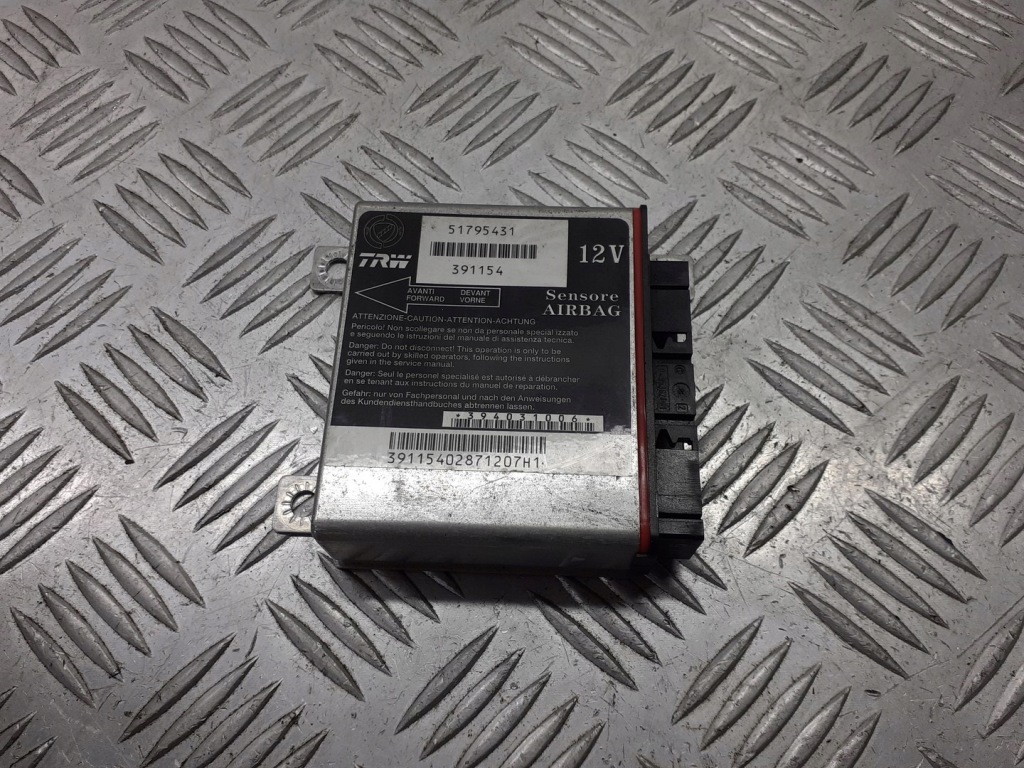 51795431
TRW
391154
12V
AVANTI DEVANT
FORWARD VORNE
Sensore
AIRBAG
ATTENZIONE-CAUTION-ATTENTION-ACHTUNG
Pericolo! Non scollegare se non da personale specializzato
e seguendo le istruzioni del manuale di assistenza tecnica.
Danger: Do not disconnect! This operation is only to be
carried out by skilled operators, following the instructions
given in the service manual.
Danger: Seul le personel specialisé est autorise a debrancher
en se tenant aux instructions du manuel de reparation.
Gefahr: nur von Fachpersonal und nach den Anweisungen
des Kundendiensthandbuches abtrennen lassen.
39115402871207H1